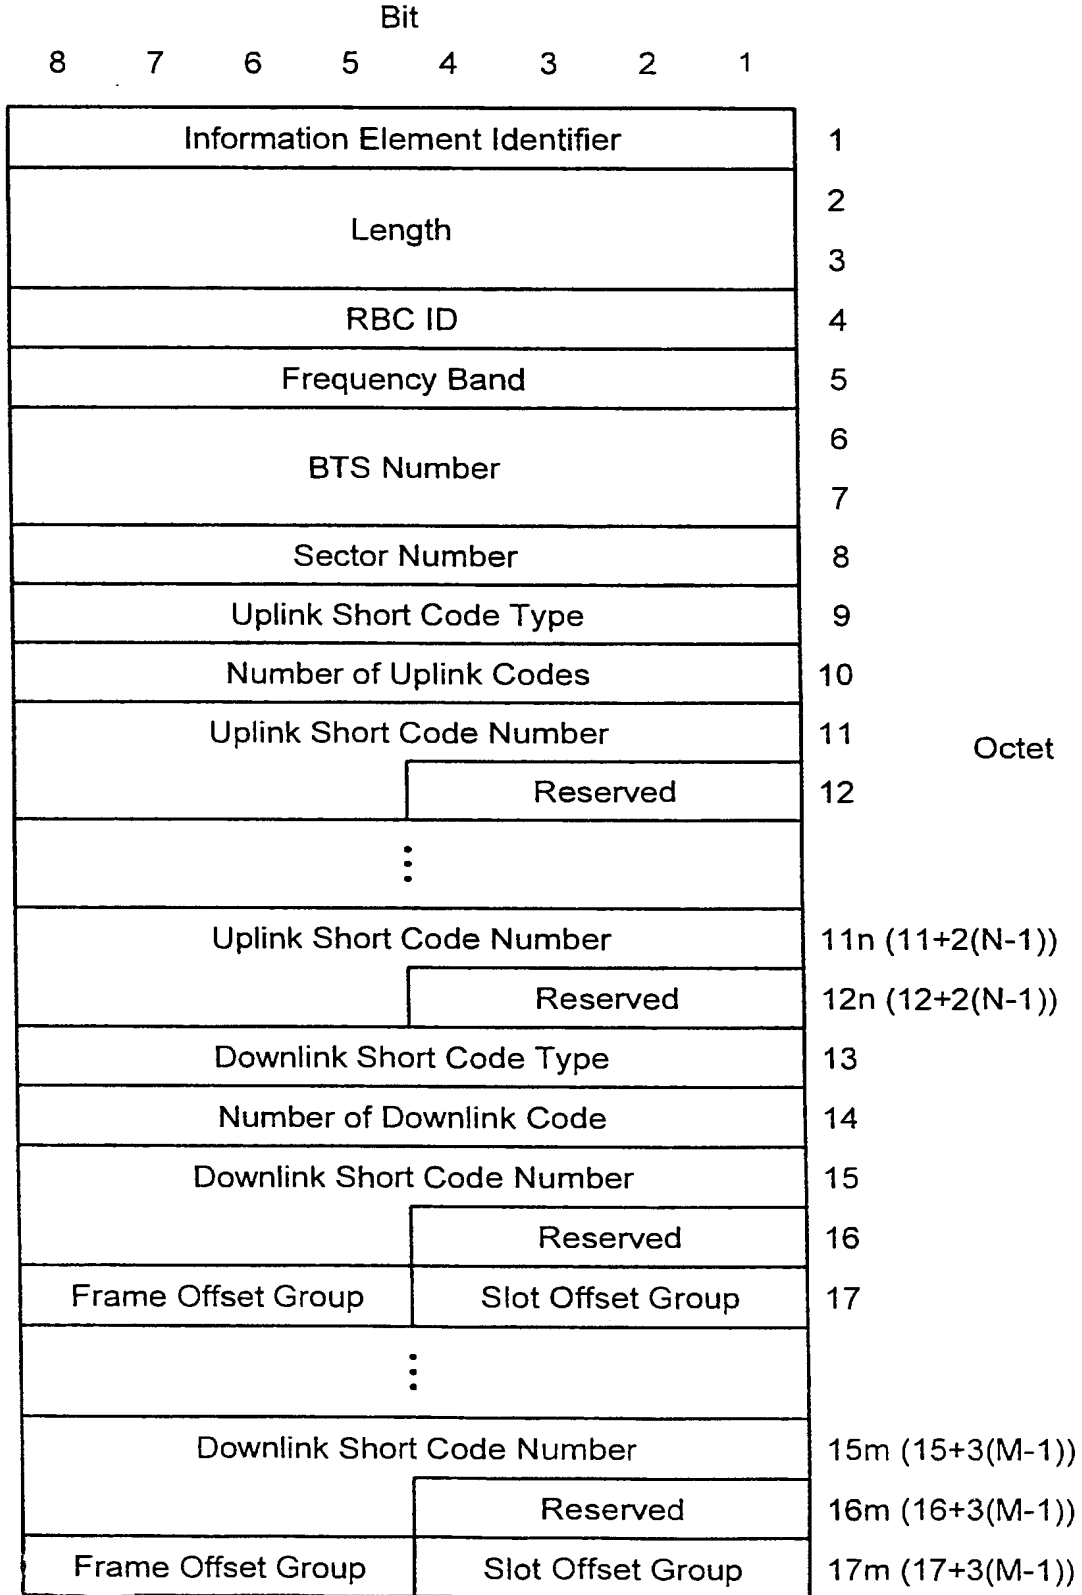 Bit
8 7 6 5 4 3 2 1
Information Element Identifier 1
2
Length
3
RBC ID 4
Frequency Band 5
6
BTS Number
7
Sector Number 8
Uplink Short Code Type 9
Number of Uplink Codes 10
Uplink Short Code Number 11
Octet
Reserved 12
Uplink Short Code Number 11n (11+2(N-1))
Reserved 12n (12+2(N-1))
Downlink Short Code Type 13
Number of Downlink Code 14
Downlink Short Code Number 15
Reserved 16
Frame Offset Group Slot Offset Group 17
Downlink Short Code Number 15m (15+3(M-1))
Reserved 16m (16+3(M-1))
Frame Offset Group Slot Offset Group 17m (17+3(M-1))